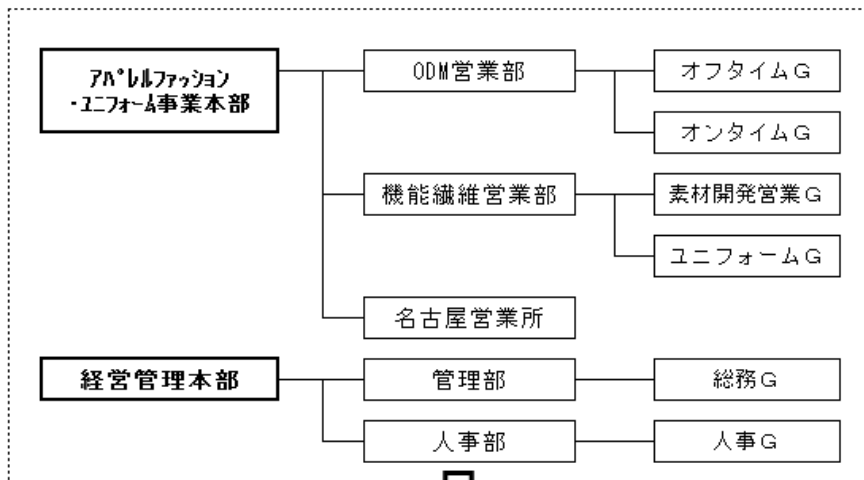 ｱﾊﾟﾚﾙﾌｧｯｼｮﾝ
・ﾕﾆﾌｫｰﾑ事業本部
ODM営業部
オフタイムＧ
オンタイムＧ
機能繊維営業部
素材開発営業Ｇ
ユニフォームＧ
名古屋営業所
経営管理本部
管理部
総務Ｇ
人事部
人事Ｇ